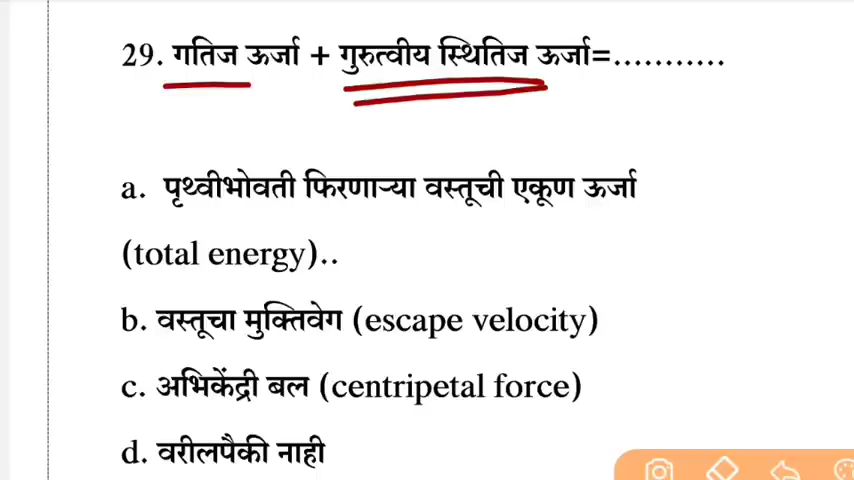 29. गतिज ऊर्जा + गुरुत्वीय स्थितिज ऊर्जा=...........
a. पृथ्वीभोवती फिरणाऱ्या वस्तूची एकूण ऊर्जा
(total energy)..
b. वस्तूचा मुक्तिवेग (escape velocity)
c. अभिकेंद्री बल (centripetal force)
d. वरीलपैकी नाही